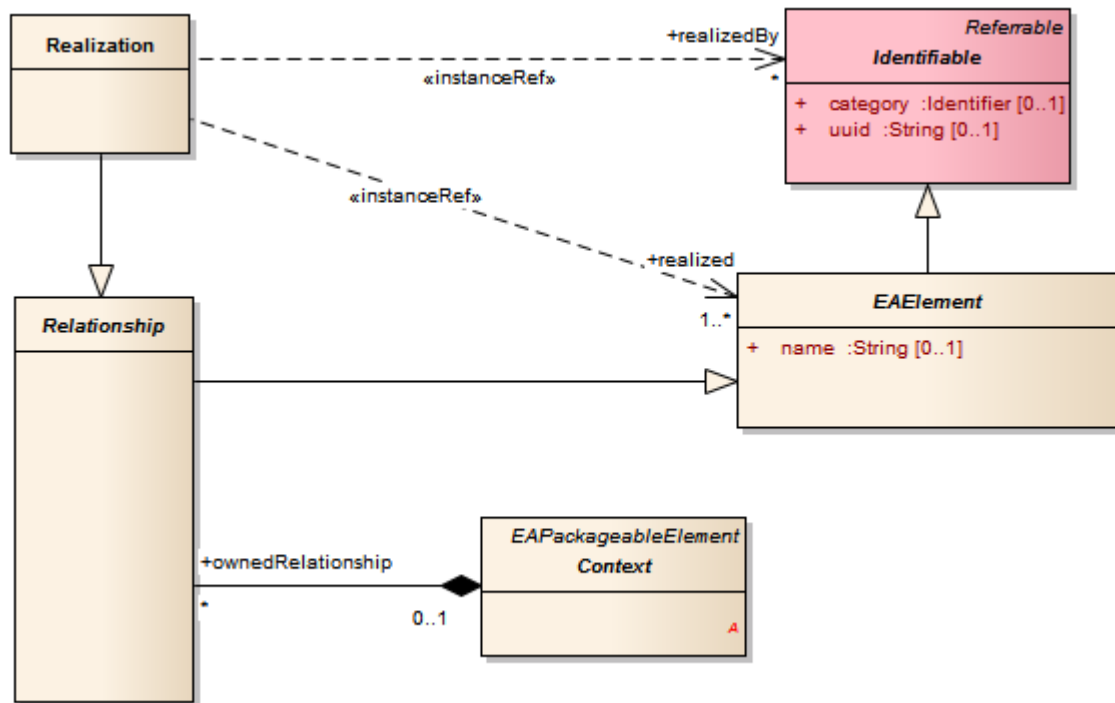 Realization
+realizedBy
*
«instanceRef»
Referrable
Identifiable
+ category :Identifier [0..1]
+ uuid :String [0..1]
«instanceRef»
+realized
1..*
EAElement
+ name :String [0..1]
Relationship
+ownedRelationship
*
0..1
EAPackageableElement
Context
A